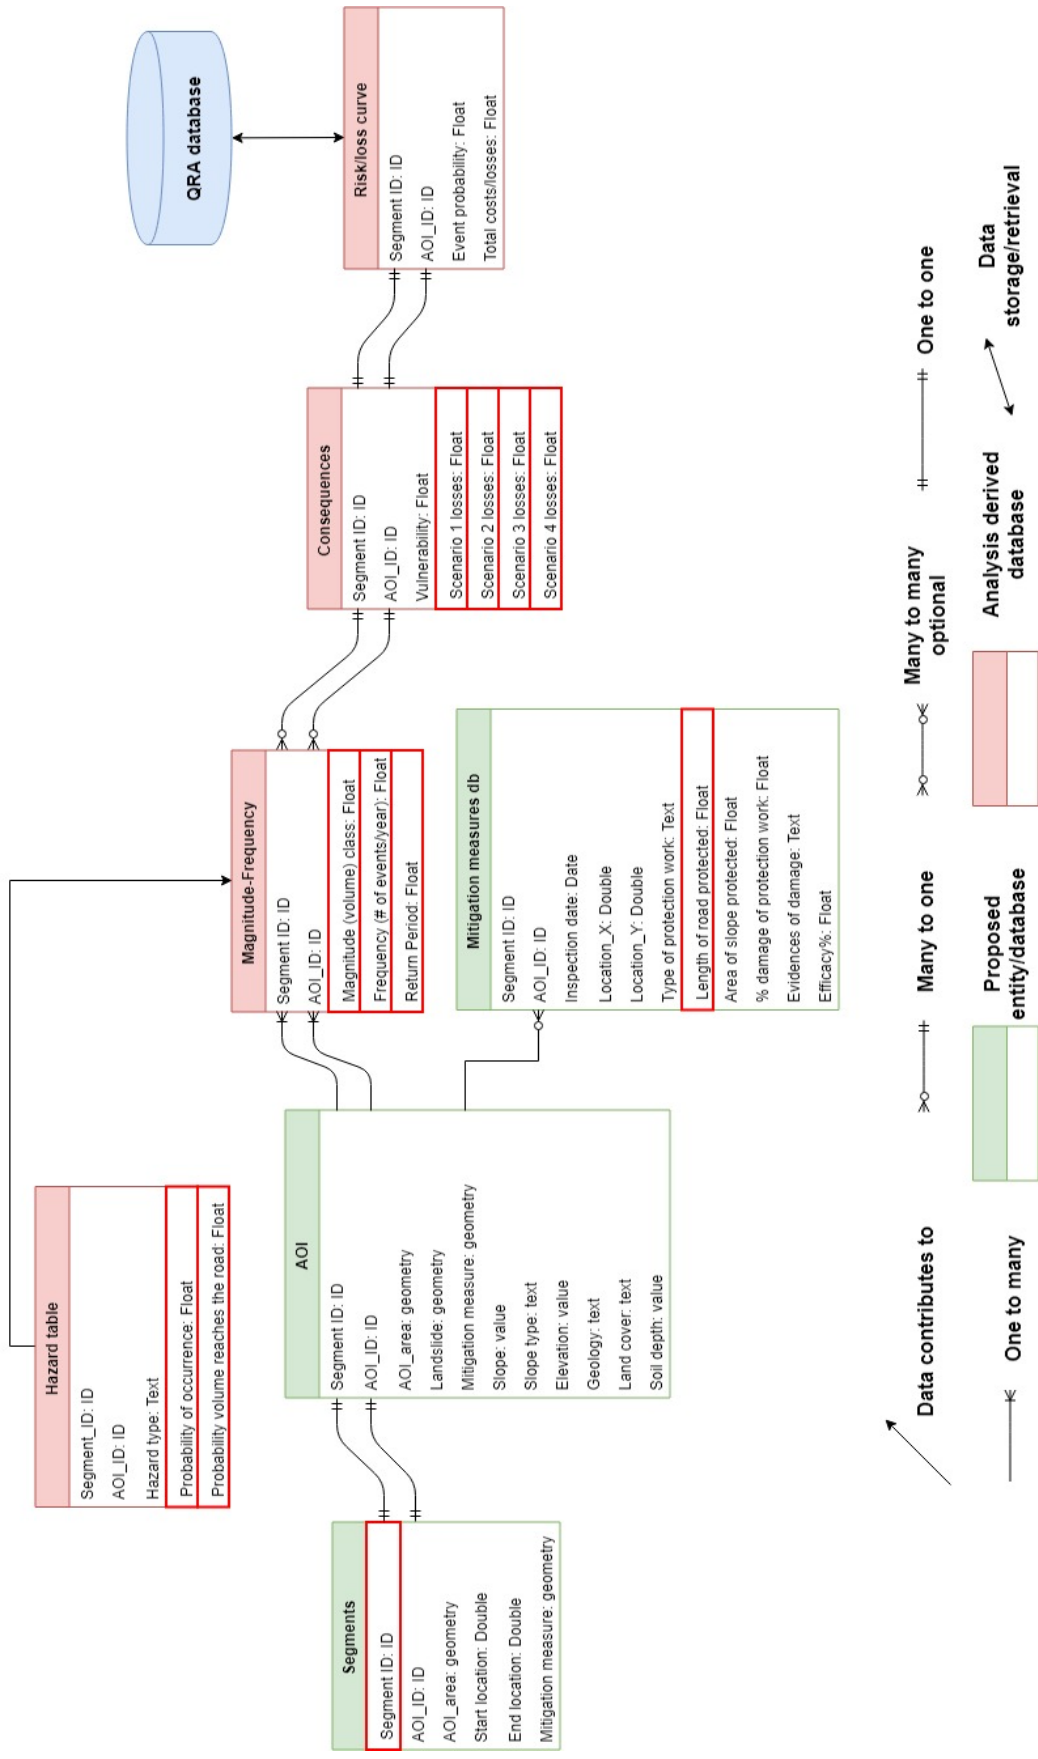 Hazard table
Segment_ID: ID
AOI_ID: ID
Hazard type: Text
Probability of occurrence: Float
Probability volume reaches the road: Float
Segments
Segment ID: ID
AOI_ID: ID
AOI_area: geometry
Start location: Double
End location: Double
Mitigation measure: geometry
AOI
Segment ID: ID
AOI_ID: ID
AOI_area: geometry
Landslide: geometry
Mitigation measure: geometry
Slope: value
Slope type: text
Elevation: value
Geology: text
Land cover: text
Soil depth: value
Magnitude-Frequency
Segment ID: ID
AOI_ID: ID
Magnitude (volume) class: Float
Frequency (# of events/year): Float
Return Period: Float
Mitigation measures db
Segment ID: ID
AOI_ID: ID
Inspection date: Date
Location_X: Double
Location_Y: Double
Type of protection work: Text
Length of road protected: Float
Area of slope protected: Float
% damage of protection work: Float
Evidences of damage: Text
Efficacy%: Float
Consequences
Segment ID: ID
AOI_ID: ID
Vulnerability: Float
Scenario 1 losses: Float
Scenario 2 losses: Float
Scenario 3 losses: Float
Scenario 4 losses: Float
QRA database
Risk/loss curve
Segment ID: ID
AOI_ID: ID
Event probability: Float
Total costs/losses: Float
Data contributes to
Many to one
Many to many
optional
One to one
One to many
Proposed
entity/database
Analysis derived
database
Data
storage/retrieval